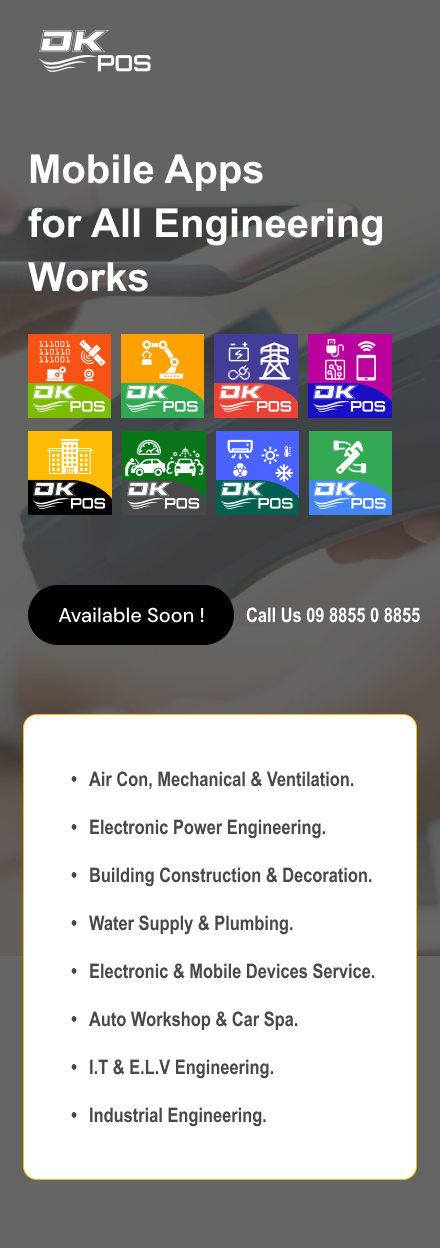 DK
POS
Mobile Apps
for All Engineering
Works
111001
110110
111001
DK
POS
DK
POS
DK
POS
DK
POS
DK
POS
DK
POS
DK
POS
DK
POS
Available Soon !
Call Us 09 8855 0 8855
• Air Con, Mechanical & Ventilation.
• Electronic Power Engineering.
• Building Construction & Decoration.
• Water Supply & Plumbing.
• Electronic & Mobile Devices Service.
• Auto Workshop & Car Spa.
• I.T & E.L.V Engineering.
• Industrial Engineering.